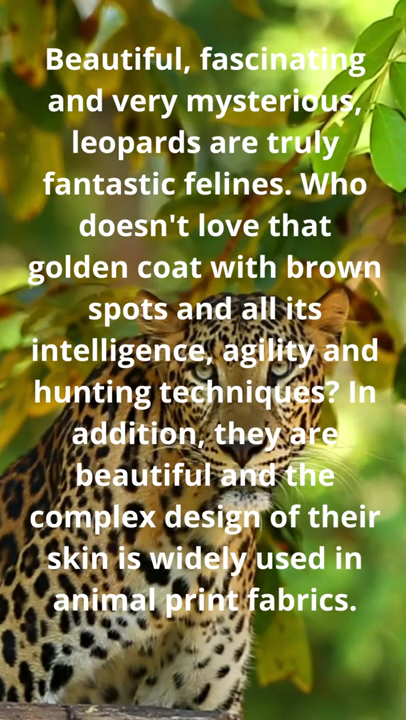 Beautiful, fascinating
and very mysterious,
leopards are truly
fantastic felines. Who
doesn't love that
golden coat with brown
spots and all its
intelligence, agility and
hunting techniques? In
addition, they are
beautiful and the
complex design of their
skin is widely used in
animal print fabrics.